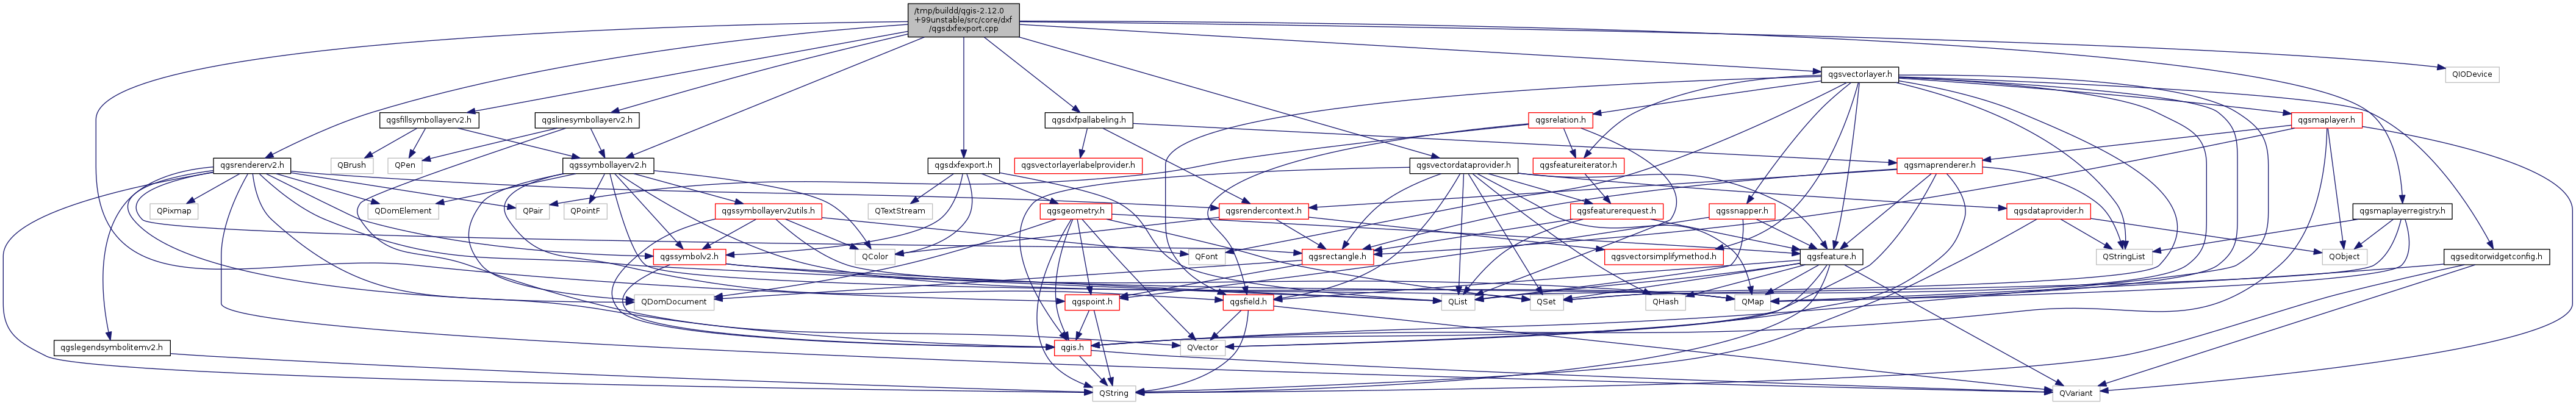 /tmp/buildd/qgis-2.12.0
+99unstable/src/core/dxf
/qgsdxfexport.cpp
qgsvectorlayer.h
QIODevice
qgsfillsymbollayerv2.h
qgslinesymbollayerv2.h
qgsdxfpallabeling.h
qgsrelation.h
qgsmaplayer.h
qgsrendererv2.h
QBrush
QPen
qgssymbollayerv2.h
qgsdxfexport.h
qgsvectorlayerlabelprovider.h
qgsvectordataprovider.h
qgsfeatureiterator.h
qgsmaprenderer.h
QPixmap
QDomElement
QPair
QPointF
qgssymbollayerv2utils.h
QTextStream
qgsgeometry.h
qgsrendercontext.h
qgsfeaturerequest.h
qgssnapper.h
qgsdataprovider.h
qgsmaplayerregistry.h
qgssymbolv2.h
QColor
QFont
qgsrectangle.h
qgsvectorsimplifymethod.h
qgsfeature.h
QStringList
QObject
qgseditorwidgetconfig.h
QDomDocument
qgspoint.h
qgsfield.h
QList
QSet
QHash
QMap
qgslegendsymbolitemv2.h
qgis.h
QVector
QString
QVariant